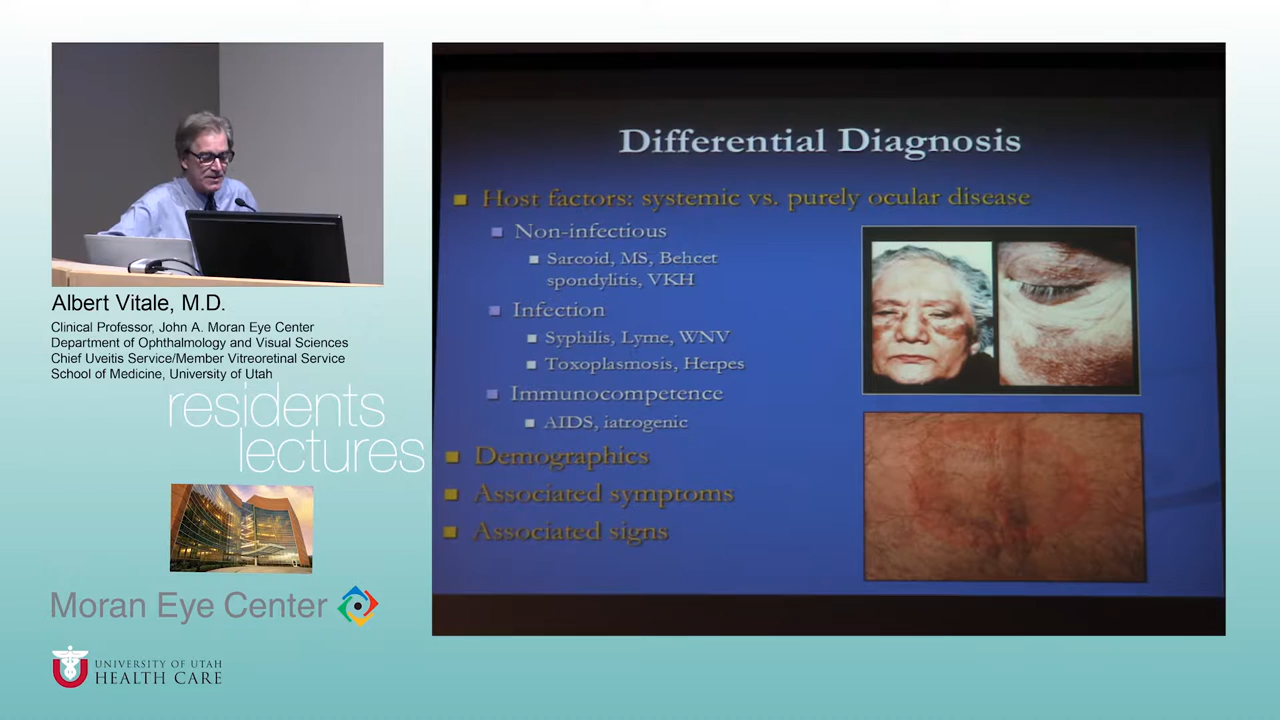 Differential Diagnosis
Host factors: systemic vs. purely ocular disease
Non-infectious
Sarcoid, MS, Behcet
spondylitis, VKH
Infection
Syphilis, Lyme, WNV
Toxoplasmosis, Herpes
Immunocompetence
AIDS, iatrogenic
Demographics
Associated symptoms
Associated signs
Albert Vitale, M.D.
Clinical Professor, John A. Moran Eye Center
Department of Ophthalmology and Visual Sciences
Chief Uveitis Service/Member Vitreoretinal Service
School of Medicine, University of Utah
residents
lectures
Moran Eye Center
UNIVERSITY OF UTAH
HEALTH CARE